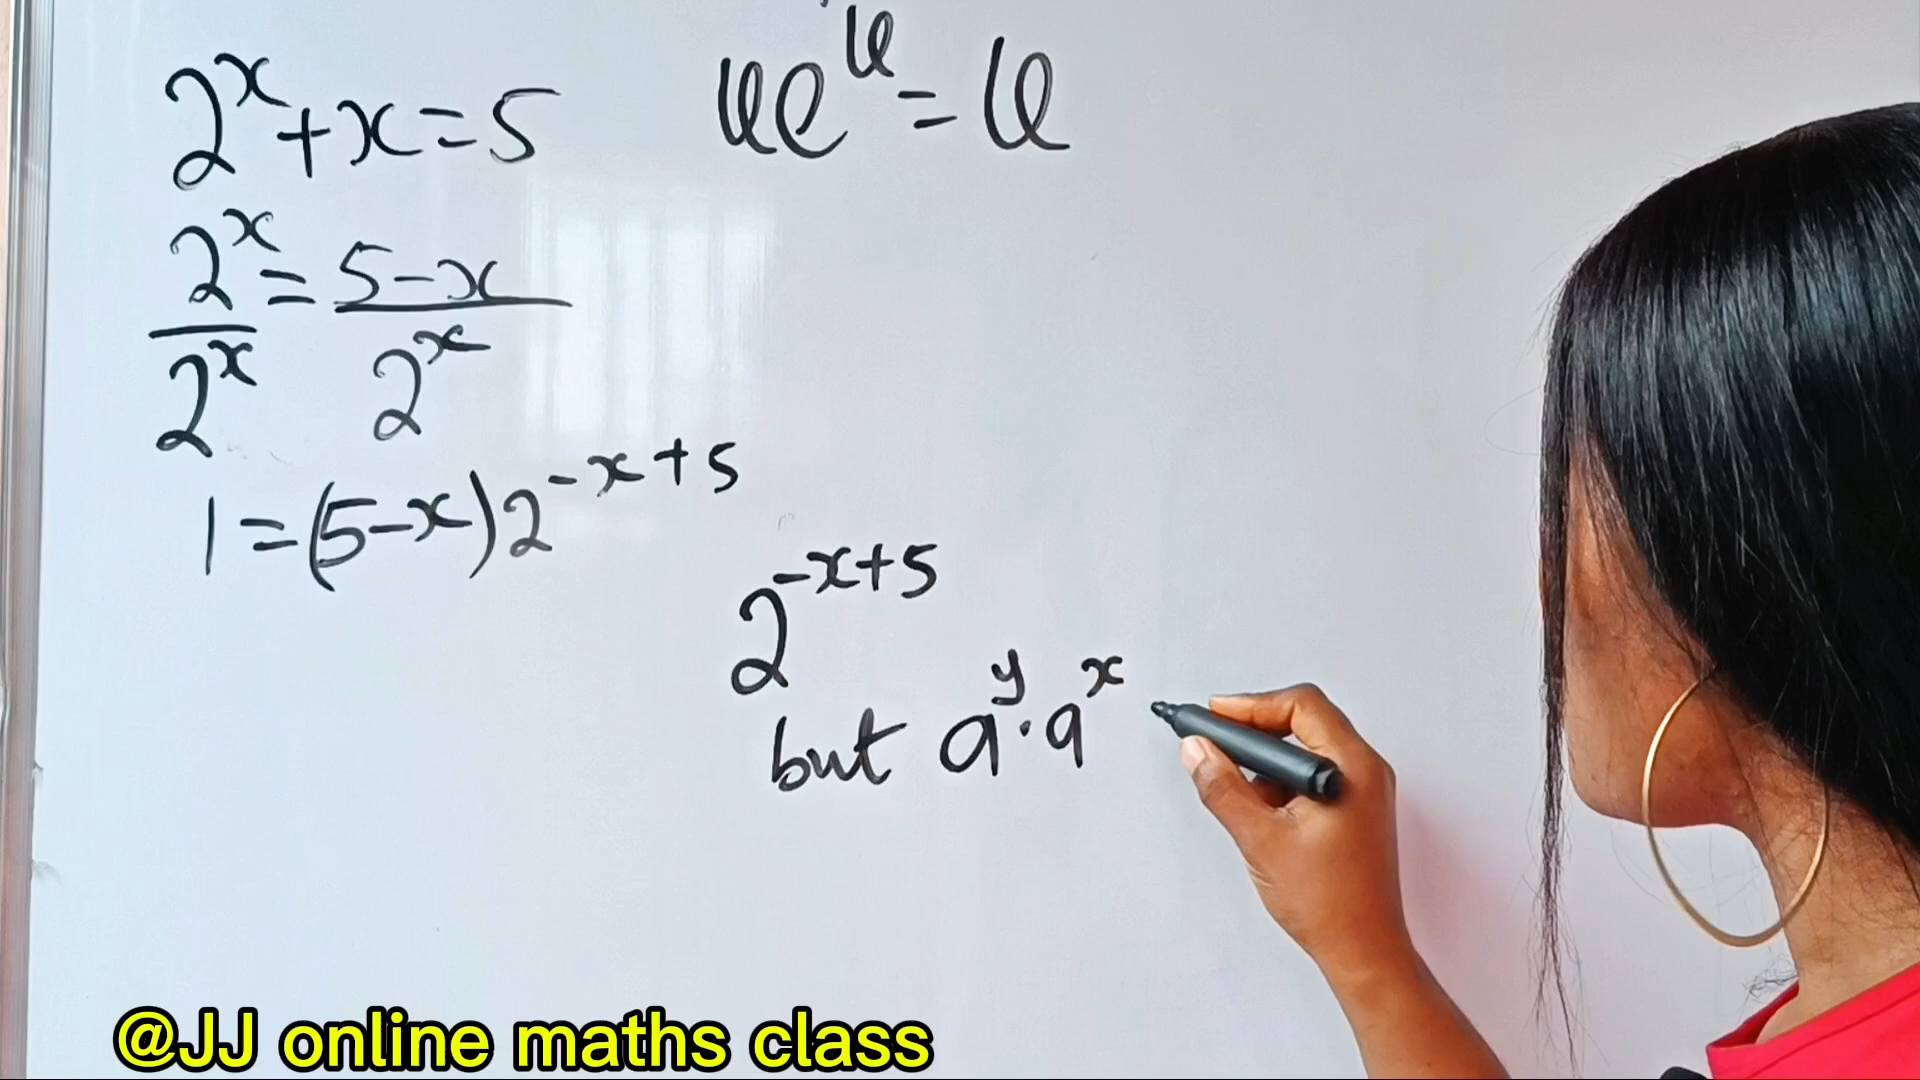 2^x + x = 5
ue^u = u
2^x = 5 - x
2^x 2^x
1 = (5 - x) 2^{-x + 5}
2^{-x + 5}
but a^y · a^x
@JJ online maths class